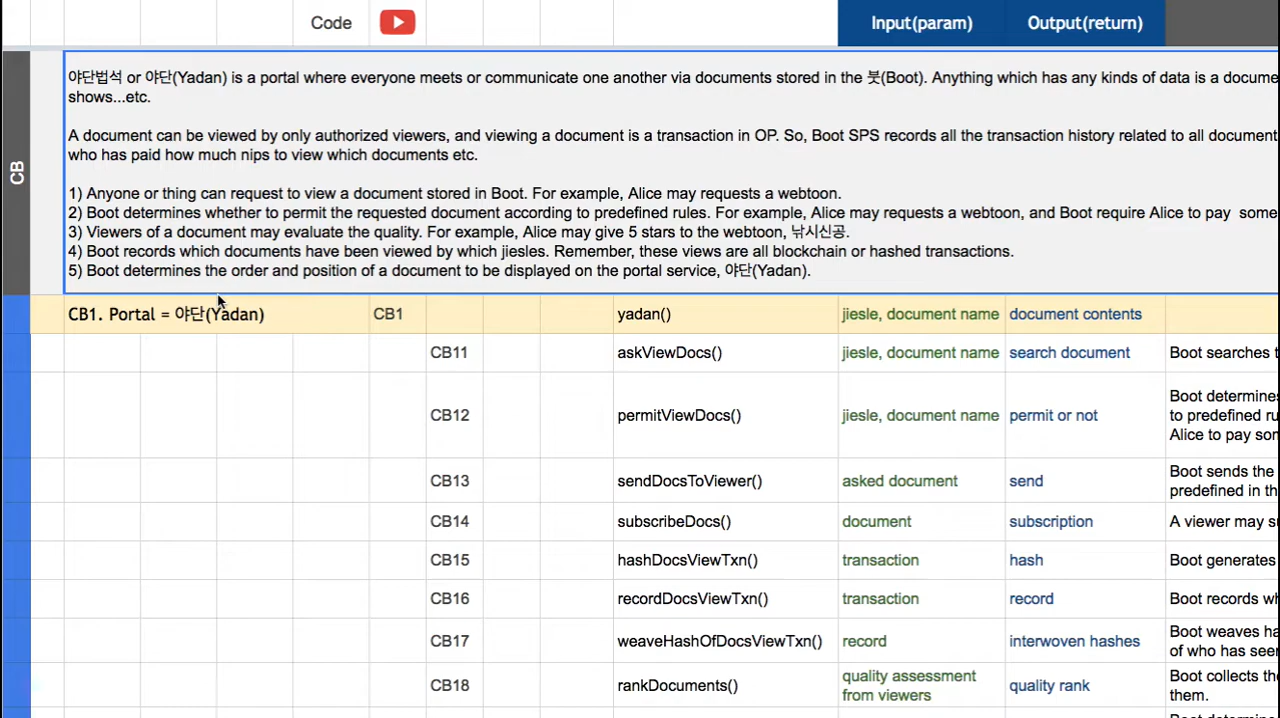 Code
Input(param)
Output(return)
CB
야단법석 or 야단(Yadan) is a portal where everyone meets or communicate one another via documents stored in the 붓(Boot). Anything which has any kinds of data is a docume
shows...etc.
A document can be viewed by only authorized viewers, and viewing a document is a transaction in OP. So, Boot SPS records all the transaction history related to all document
who has paid how much nips to view which documents etc.
1) Anyone or thing can request to view a document stored in Boot. For example, Alice may requests a webtoon.
2) Boot determines whether to permit the requested document according to predefined rules. For example, Alice may requests a webtoon, and Boot require Alice to pay some
3) Viewers of a document may evaluate the quality. For example, Alice may give 5 stars to the webtoon, 낚시신공.
4) Boot records which documents have been viewed by which jiesles. Remember, these views are all blockchain or hashed transactions.
5) Boot determines the order and position of a document to be displayed on the portal service, 야단(Yadan).
CB1. Portal = 야단(Yadan) CB1 yadan() jiesle, document name document contents
CB11 askViewDocs() jiesle, document name search document Boot searches t
CB12 permitViewDocs() jiesle, document name permit or not Boot determines
to predefined ru
Alice to pay som
CB13 sendDocsToViewer() asked document send Boot sends the
predefined in th
CB14 subscribeDocs() document subscription A viewer may su
CB15 hashDocsViewTxn() transaction hash Boot generates
CB16 recordDocsViewTxn() transaction record Boot records wh
CB17 weaveHashOfDocsViewTxn() record interwoven hashes Boot weaves ha
of who has seen
CB18 rankDocuments() quality assessment
from viewers
quality rank
Boot collects the
them.